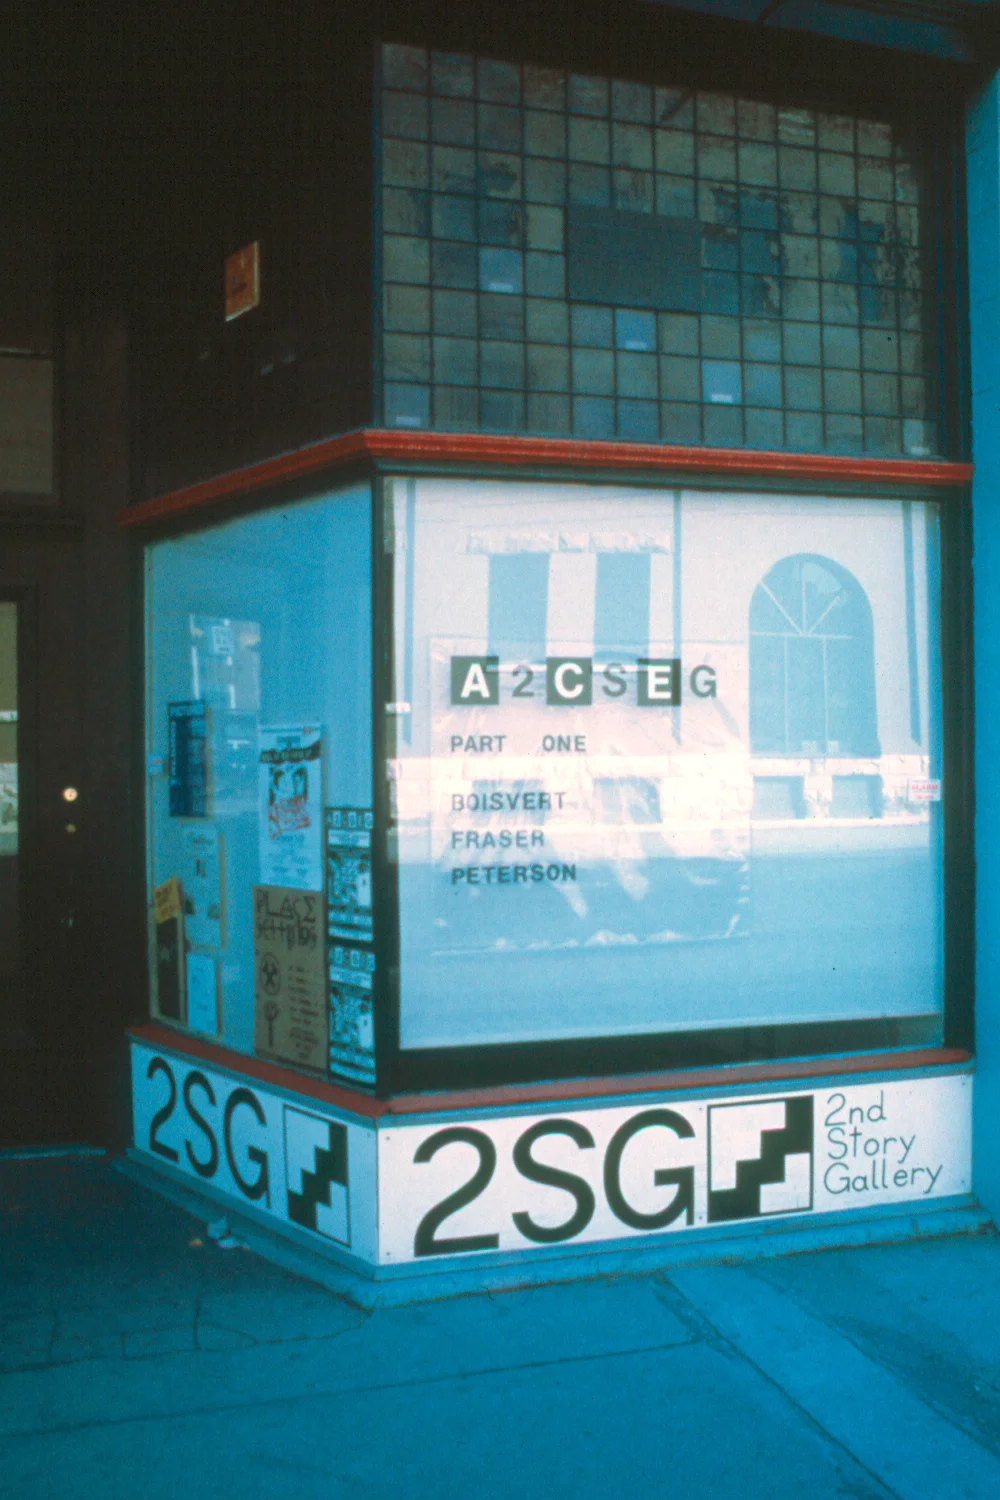 A2CSEG
PART ONE
BOISVERT
FRASER
PETERSON
PLACE
SETTINGS
2SG
2SG
2nd
Story
Gallery